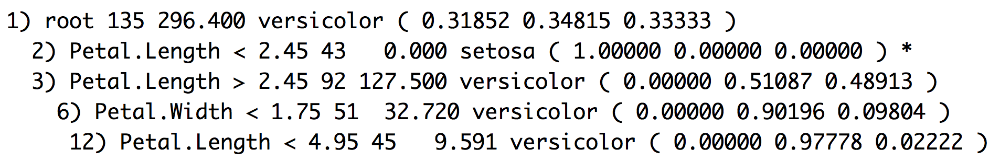 1) root 135 296.400 versicolor ( 0.31852 0.34815 0.33333 )
2) Petal.Length < 2.45 43 0.000 setosa ( 1.00000 0.00000 0.00000 ) *
3) Petal.Length > 2.45 92 127.500 versicolor ( 0.00000 0.51087 0.48913 )
6) Petal.Width < 1.75 51 32.720 versicolor ( 0.00000 0.90196 0.09804 )
12) Petal.Length < 4.95 45 9.591 versicolor ( 0.00000 0.97778 0.02222 )